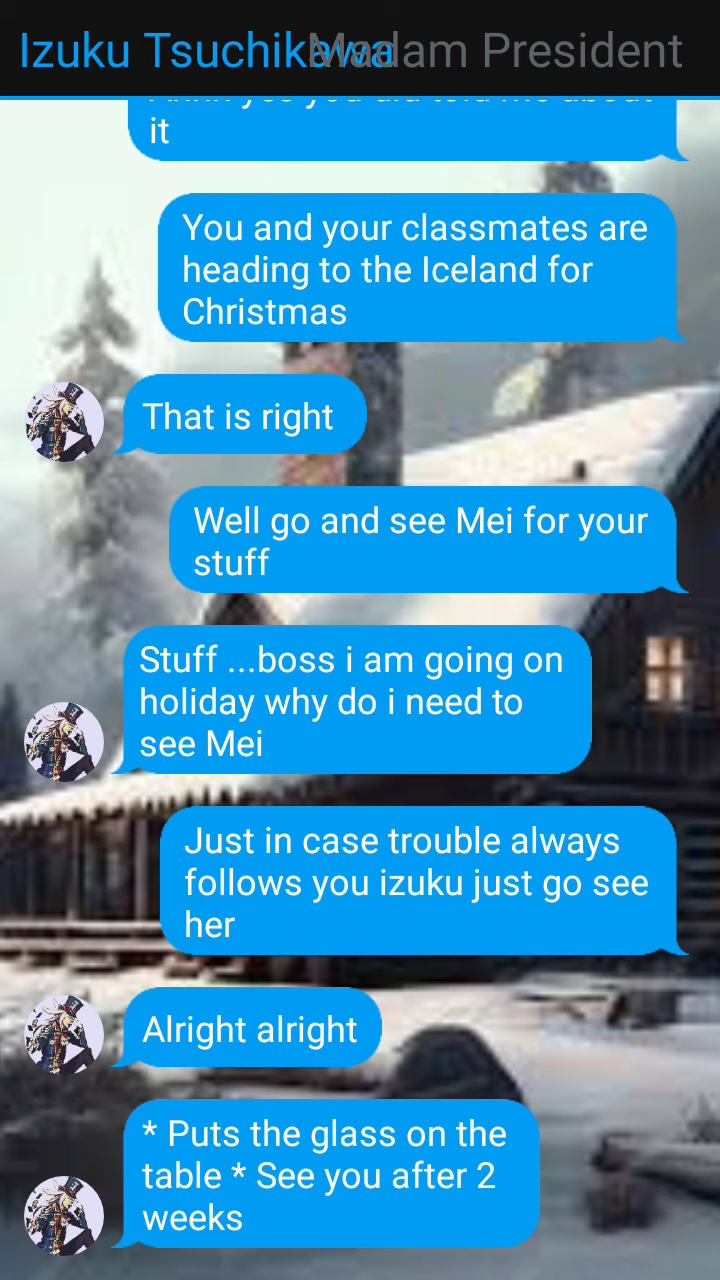 Izuku Tsuchikawa
Madam President
it
You and your classmates are
heading to the Iceland for
Christmas
That is right
Well go and see Mei for your
stuff
Stuff ...boss i am going on
holiday why do i need to
see Mei
Just in case trouble always
follows you izuku just go see
her
Alright alright
* Puts the glass on the
table * See you after 2
weeks